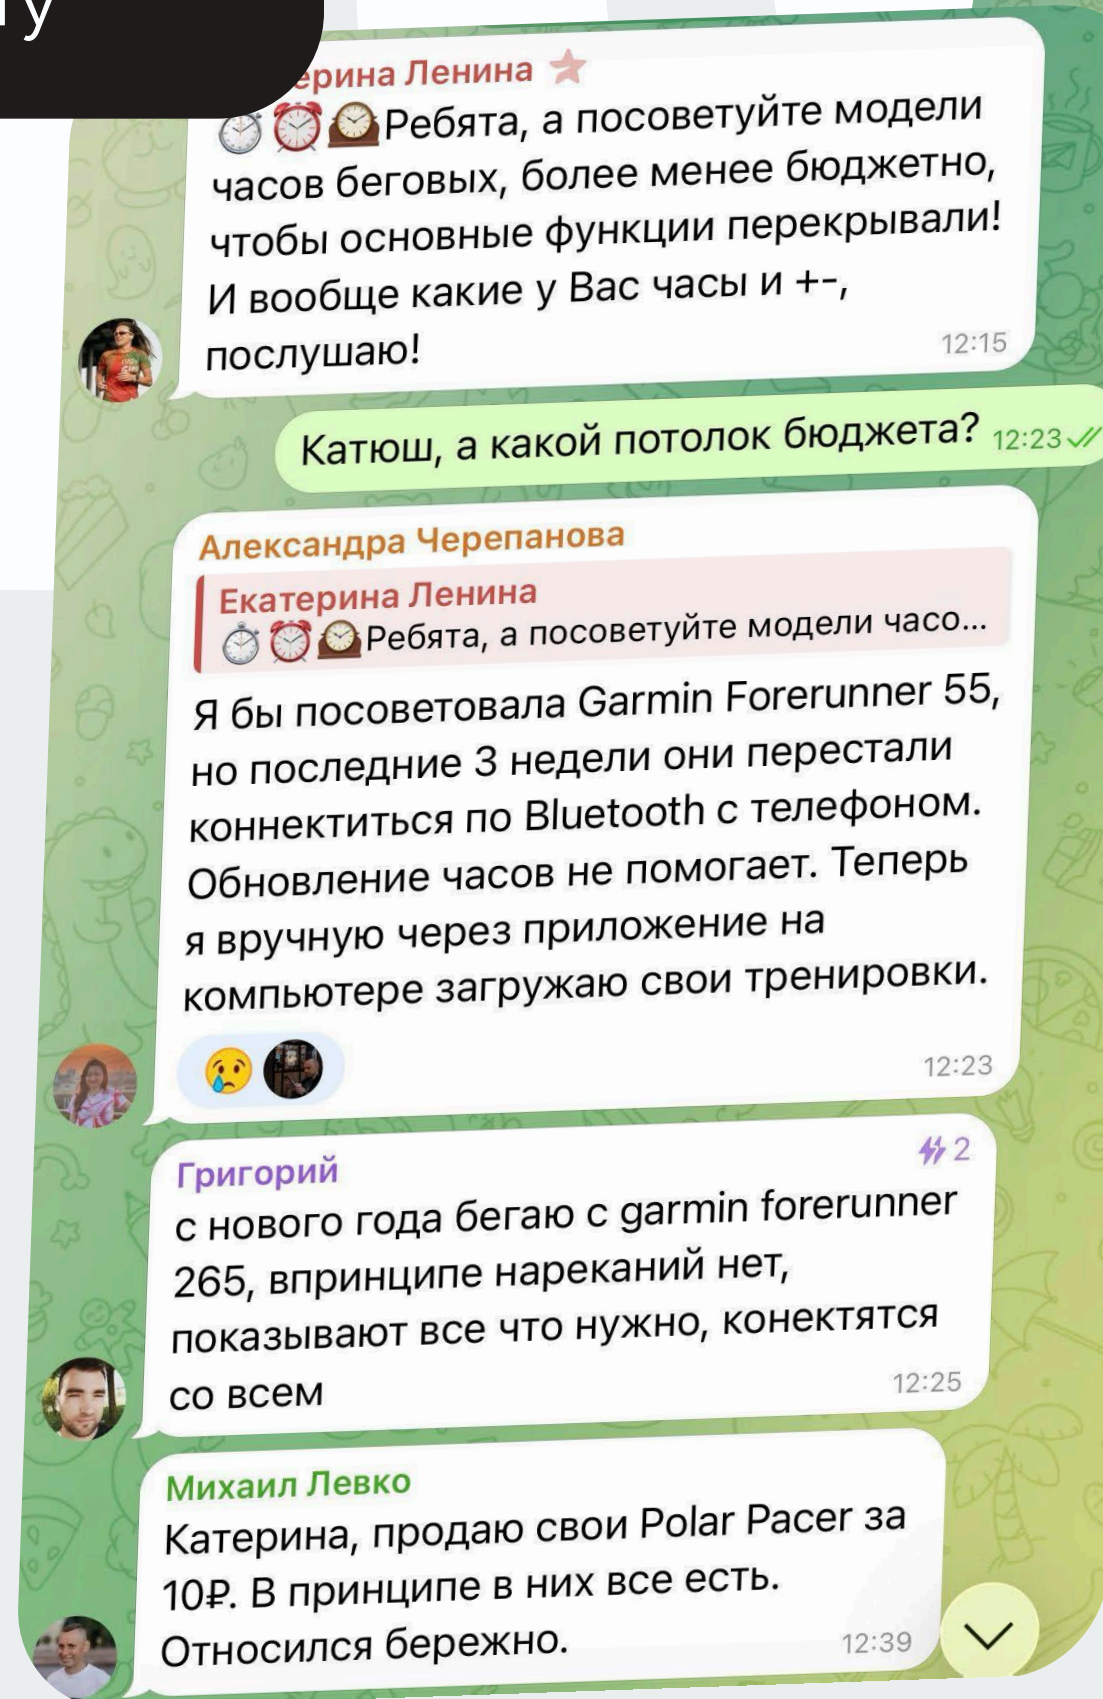 у
ерина Ленина
Ребята, а посоветуйте модели
часов беговых, более менее бюджетно,
чтобы основные функции перекрывали!
И вообще какие у Вас часы и +-,
послушаю!
12:15
Катюш, а какой потолок бюджета?
12:23
Александра Черепанова
Екатерина Ленина
Ребята, а посоветуйте модели часо...
Я бы посоветовала Garmin Forerunner 55,
но последние 3 недели они перестали
коннектиться по Bluetooth с телефоном.
Обновление часов не помогает. Теперь
я вручную через приложение на
компьютере загружаю свои тренировки.
12:23
Григорий
2
с нового года бегаю с garmin forerunner
265, впринципе нареканий нет,
показывают все что нужно, конектятся
со всем
12:25
Михаил Левко
Катерина, продаю свои Polar Pacer за
10₽. В принципе в них все есть.
Относился бережно.
12:39